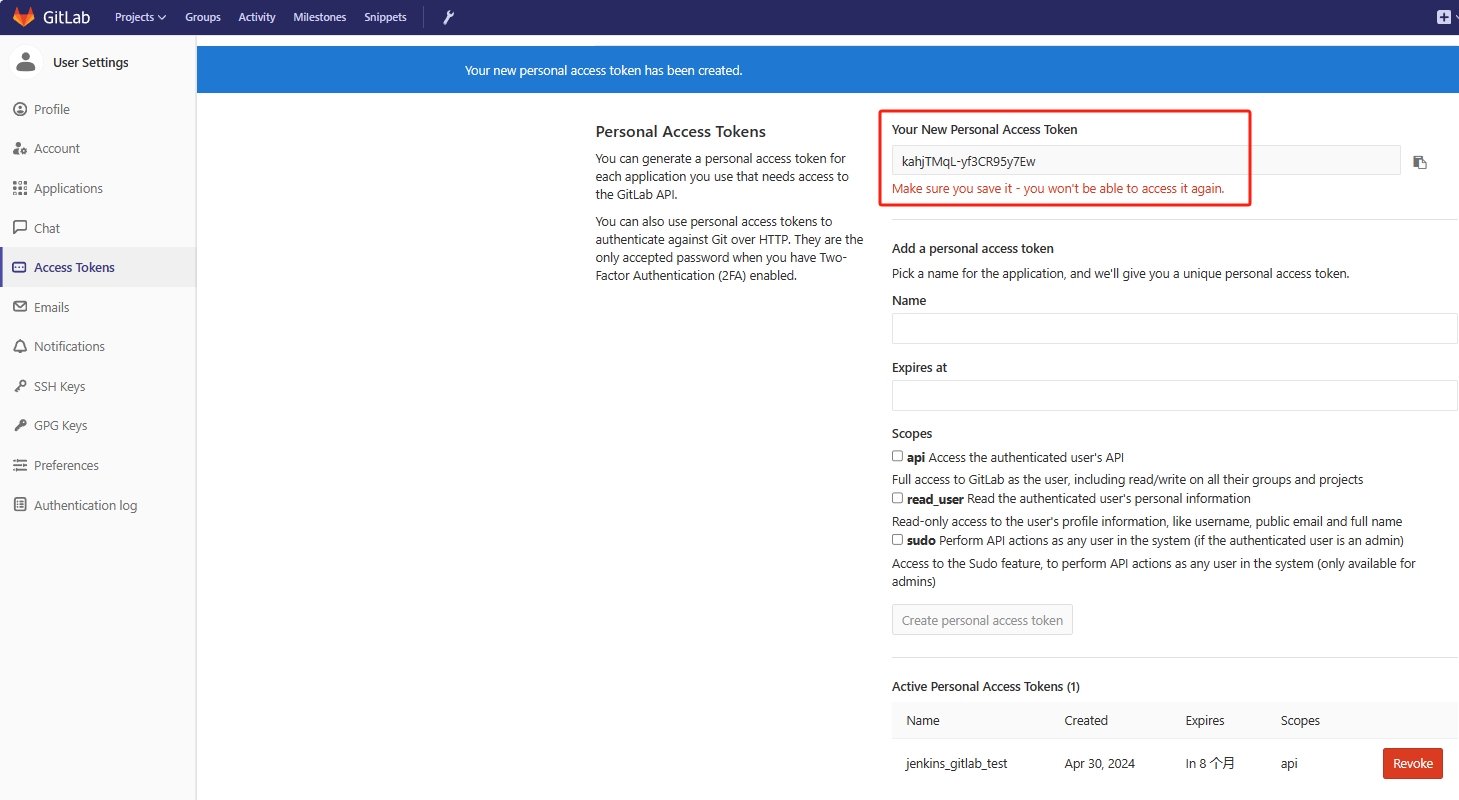 GitLab Projects Groups Activity Milestones Snippets
User Settings
Profile
Account
Applications
Chat
Access Tokens
Emails
Notifications
SSH Keys
GPG Keys
Preferences
Authentication log
Your new personal access token has been created.
Personal Access Tokens
You can generate a personal access token for
each application you use that needs access to
the GitLab API.
You can also use personal access tokens to
authenticate against Git over HTTP. They are the
only accepted password when you have Two-
Factor Authentication (2FA) enabled.
Your New Personal Access Token
kahjTMqL-yf3CR95y7Ew
Make sure you save it - you won't be able to access it again.
Add a personal access token
Pick a name for the application, and we'll give you a unique personal access token.
Name
Expires at
Scopes
api Access the authenticated user's API
Full access to GitLab as the user, including read/write on all their groups and projects
read_user Read the authenticated user's personal information
Read-only access to the user's profile information, like username, public email and full name
sudo Perform API actions as any user in the system (if the authenticated user is an admin)
Access to the Sudo feature, to perform API actions as any user in the system (only available for
admins)
Create personal access token
Active Personal Access Tokens (1)
Name Created Expires Scopes
jenkins_gitlab_test Apr 30, 2024 In 8 个月 api Revoke